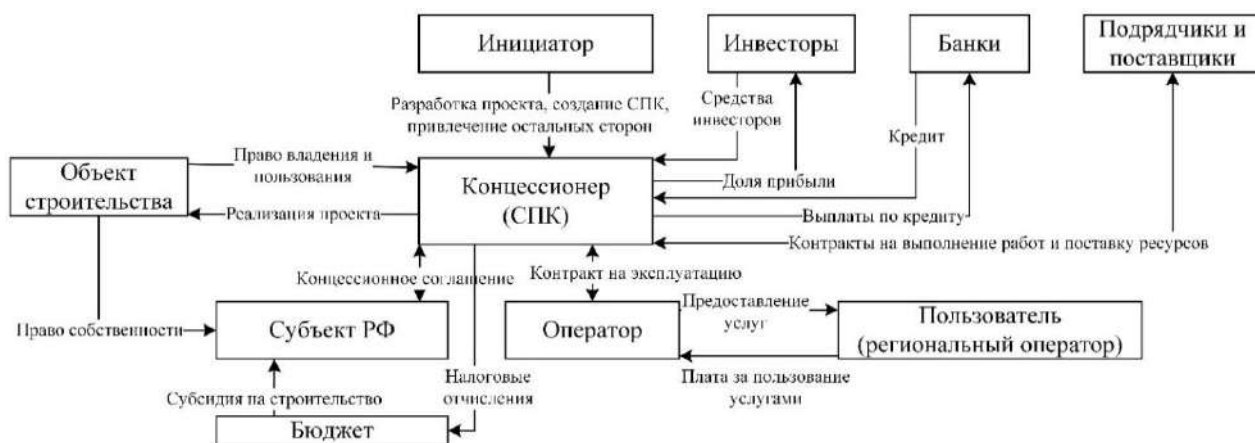 Инициатор
Инвесторы
Банки
Подрядчики и
поставщики
Разработка проекта, создание СПК,
привлечение остальных сторон
Средства
инвесторов
Кредит
Право владения и
пользования
Объект
строительства
Концессионер
(СПК)
Доля прибыли
Реализация проекта
Выплаты по кредиту
Контракты на выполнение работ и поставку ресурсов
Концессионное соглашение
Контракт на эксплуатацию
Право собственности
Субъект РФ
Оператор
Предоставление
услуг
Пользователь
(региональный оператор)
Субсидия на строительство
Налоговые
отчисления
Плата за пользование
услугами
Бюджет